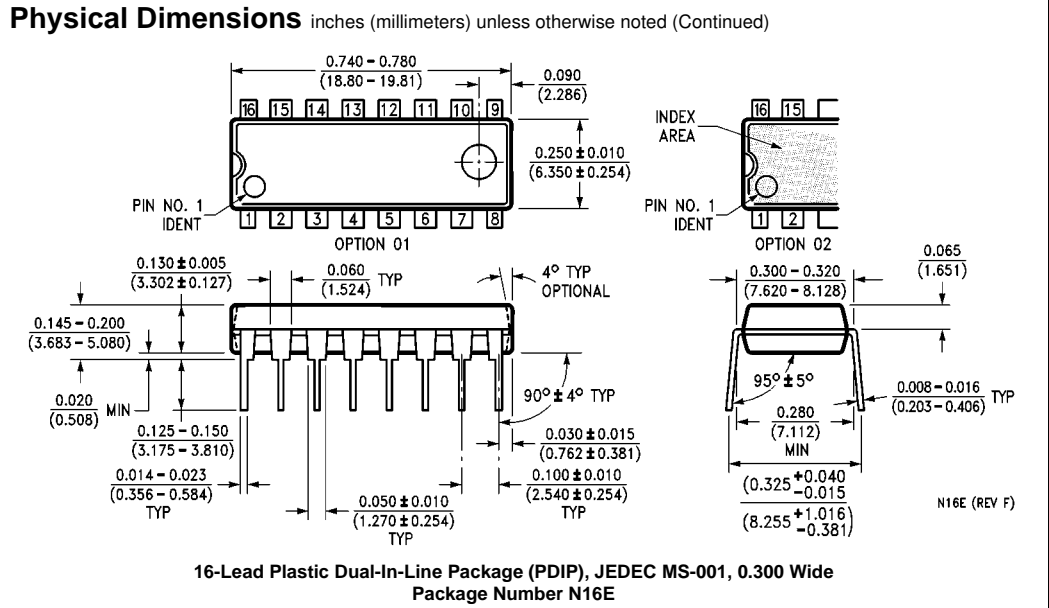 Physical Dimensions inches (millimeters) unless otherwise noted (Continued)
0.740 – 0.780
(18.80 – 19.81)
0.090
(2.286)
16 15 14 13 12 11 10 9
0.250 ± 0.010
(6.350 ± 0.254)
PIN NO. 1
IDENT
1 2 3 4 5 6 7 8
OPTION 01
INDEX
AREA
16 15
PIN NO. 1
IDENT
1 2
OPTION 02
0.130 ± 0.005
(3.302 ± 0.127)
0.060
(1.524)
TYP
4° TYP
OPTIONAL
0.145 – 0.200
(3.683 – 5.080)
0.020
(0.508)
MIN
0.125 – 0.150
(3.175 – 3.810)
0.014 – 0.023
(0.356 – 0.584)
TYP
0.050 ± 0.010
(1.270 ± 0.254)
TYP
90° ± 4° TYP
0.030 ± 0.015
(0.762 ± 0.381)
0.100 ± 0.010
(2.540 ± 0.254)
TYP
0.300 – 0.320
(7.620 – 8.128)
0.065
(1.651)
95° ± 5°
0.008 – 0.016
(0.203 – 0.406)
TYP
0.280
(7.112)
MIN
(0.325 +0.040
–0.015
(8.255 +1.016
–0.381)
N16E (REV F)
16-Lead Plastic Dual-In-Line Package (PDIP), JEDEC MS-001, 0.300 Wide
Package Number N16E